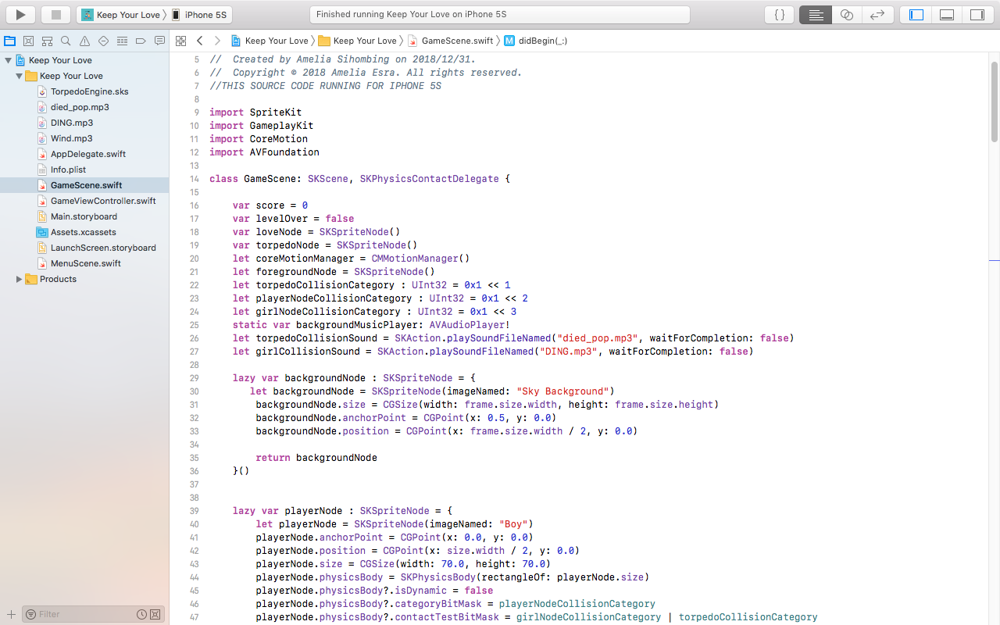 Keep Your Love > iPhone 5S
Finished running Keep Your Love on iPhone 5S
{ }
Keep Your Love > Keep Your Love > GameScene.swift > M didBegin(_:)
Keep Your Love
Keep Your Love
TorpedoEngine.sks
died_pop.mp3
DING.mp3
Wind.mp3
AppDelegate.swift
Info.plist
GameScene.swift
GameViewController.swift
Main.storyboard
Assets.xcassets
LaunchScreen.storyboard
MenuScene.swift
Products
Filter
5 //  Created by Amelia Sihombing on 2018/12/31.
6 //  Copyright © 2018 Amelia Esra. All rights reserved.
7 //THIS SOURCE CODE RUNNING FOR IPHONE 5S
8
9 import SpriteKit
10 import GameplayKit
11 import CoreMotion
12 import AVFoundation
13
14 class GameScene: SKScene, SKPhysicsContactDelegate {
15
16     var score = 0
17     var levelOver = false
18     var loveNode = SKSpriteNode()
19     var torpedoNode = SKSpriteNode()
20     let coreMotionManager = CMMotionManager()
21     let foregroundNode = SKSpriteNode()
22     let torpedoCollisionCategory : UInt32 = 0x1 << 1
23     let playerNodeCollisionCategory : UInt32 = 0x1 << 2
24     let girlNodeCollisionCategory : UInt32 = 0x1 << 3
25     static var backgroundMusicPlayer: AVAudioPlayer!
26     let torpedoCollisionSound = SKAction.playSoundFileNamed("died_pop.mp3", waitForCompletion: false)
27     let girlCollisionSound = SKAction.playSoundFileNamed("DING.mp3", waitForCompletion: false)
28
29     lazy var backgroundNode : SKSpriteNode = {
30        let backgroundNode = SKSpriteNode(imageNamed: "Sky Background")
31         backgroundNode.size = CGSize(width: frame.size.width, height: frame.size.height)
32         backgroundNode.anchorPoint = CGPoint(x: 0.5, y: 0.0)
33         backgroundNode.position = CGPoint(x: frame.size.width / 2, y: 0.0)
34
35         return backgroundNode
36     }()
37
38
39     lazy var playerNode : SKSpriteNode = {
40         let playerNode = SKSpriteNode(imageNamed: "Boy")
41         playerNode.anchorPoint = CGPoint(x: 0.0, y: 0.0)
42         playerNode.position = CGPoint(x: size.width / 2, y: 0.0)
43         playerNode.size = CGSize(width: 70.0, height: 70.0)
44         playerNode.physicsBody = SKPhysicsBody(rectangleOf: playerNode.size)
45         playerNode.physicsBody?.isDynamic = false
46         playerNode.physicsBody?.categoryBitMask = playerNodeCollisionCategory
47         playerNode.physicsBody?.contactTestBitMask = girlNodeCollisionCategory | torpedoCollisionCategory